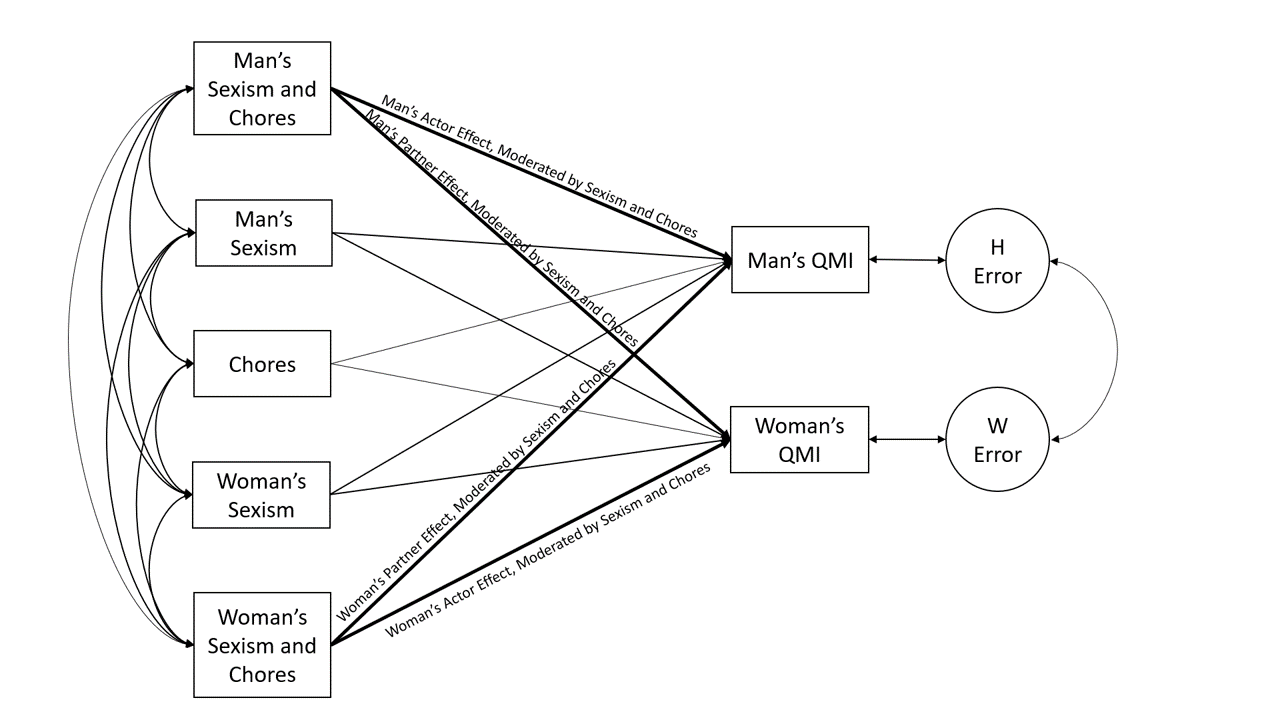 Man's
Sexism and
Chores
Man's
Sexism
Chores
Woman's
Sexism
Woman's
Sexism and
Chores
Man's Actor Effect, Moderated by Sexism and Chores
Man's Partner Effect, Moderated by Sexism and Chores
Woman's Partner Effect, Moderated by Sexism and Chores
Woman's Actor Effect, Moderated by Sexism and Chores
Man's QMI
Woman's
QMI
H
Error
W
Error